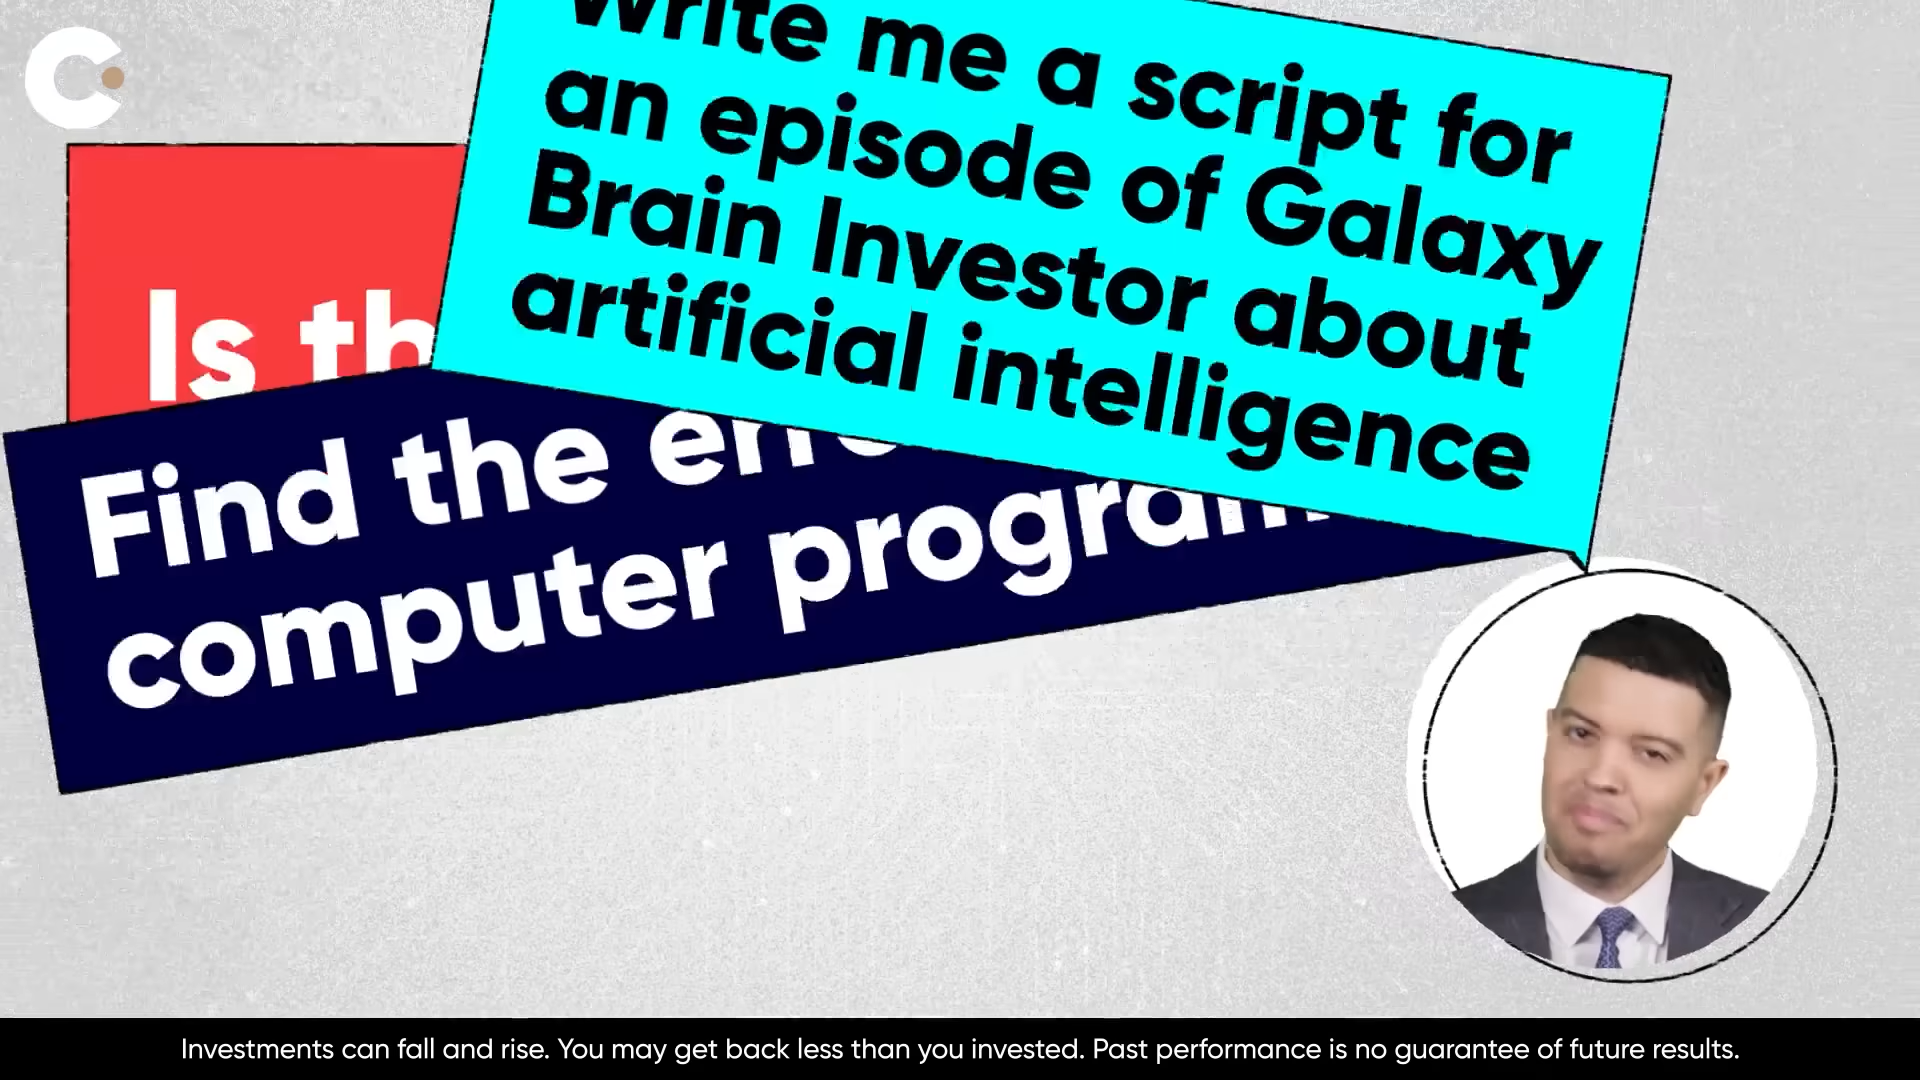 Write me a script for
an episode of Galaxy
Brain Investor about
artificial intelligence
Is
Find the
computer
Investments can fall and rise. You may get back less than you invested. Past performance is no guarantee of future results.